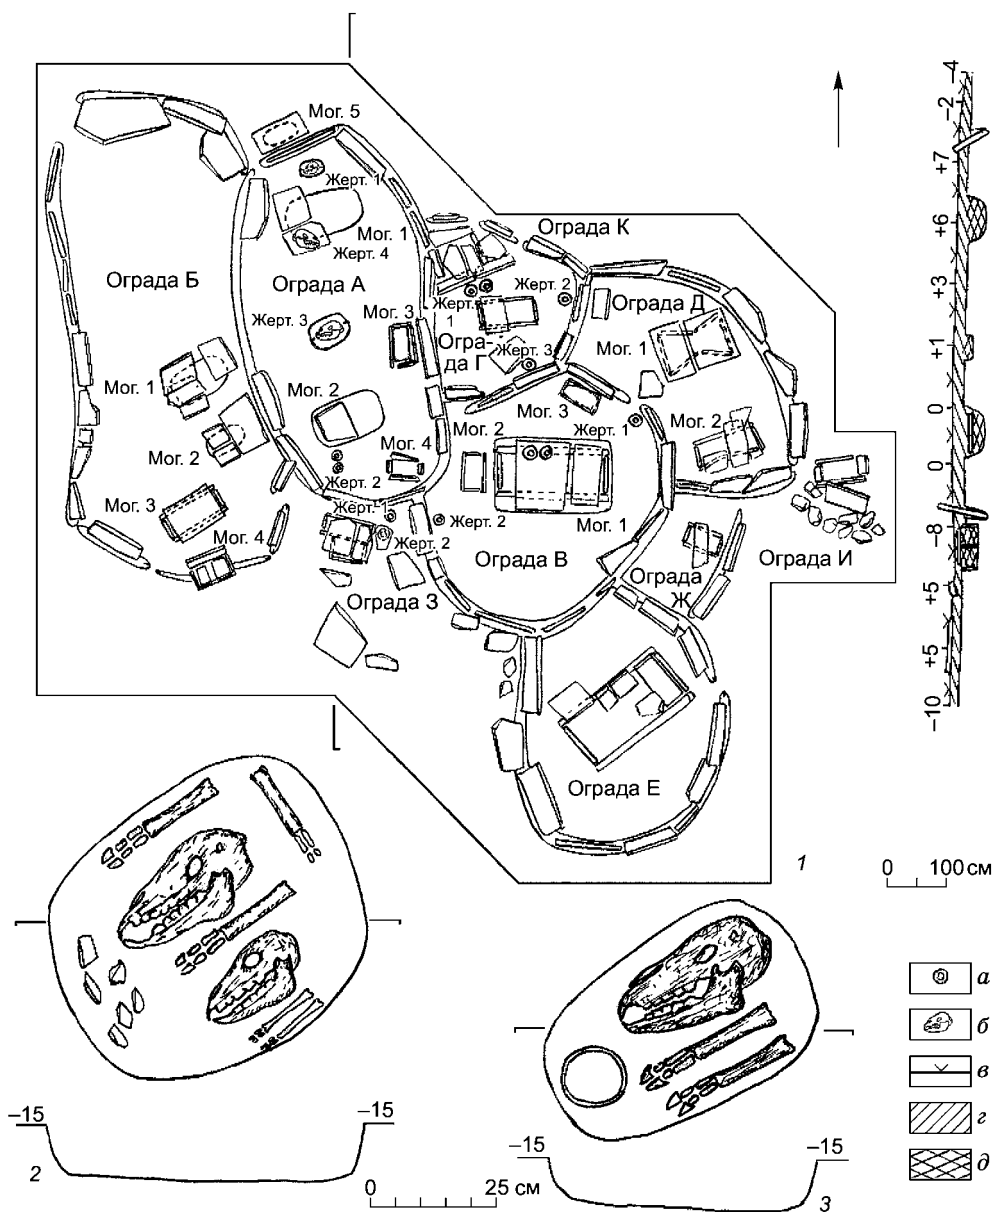 Мог. 5
Жерт. 1
Мог. 1
Жерт. 4
Ограда Б
Ограда А
Жерт. 3
Мог. 3
Мог. 2
Мог. 4
Жерт. 2
Мог. 1
Мог. 2
Мог. 3
Мог. 4
Ограда К
Жерт. 2
Жерт. 1
Огра-
да Г
Жерт. 3
Ограда Д
Мог. 1
Мог. 3
Мог. 2
Жерт. 1
Мог. 2
Мог. 1
Жерт. 2
Ограда В
Жерт. 1
Жерт. 2
Ограда З
Ограда
Ж
Ограда И
Ограда Е
1
0 100 см
–4
–2
+7
+6
+3
+1
0
0
–8
+5
+5
–10
а
б
в
г
д
–15
–15
2
0 25 см
–15
–15
3